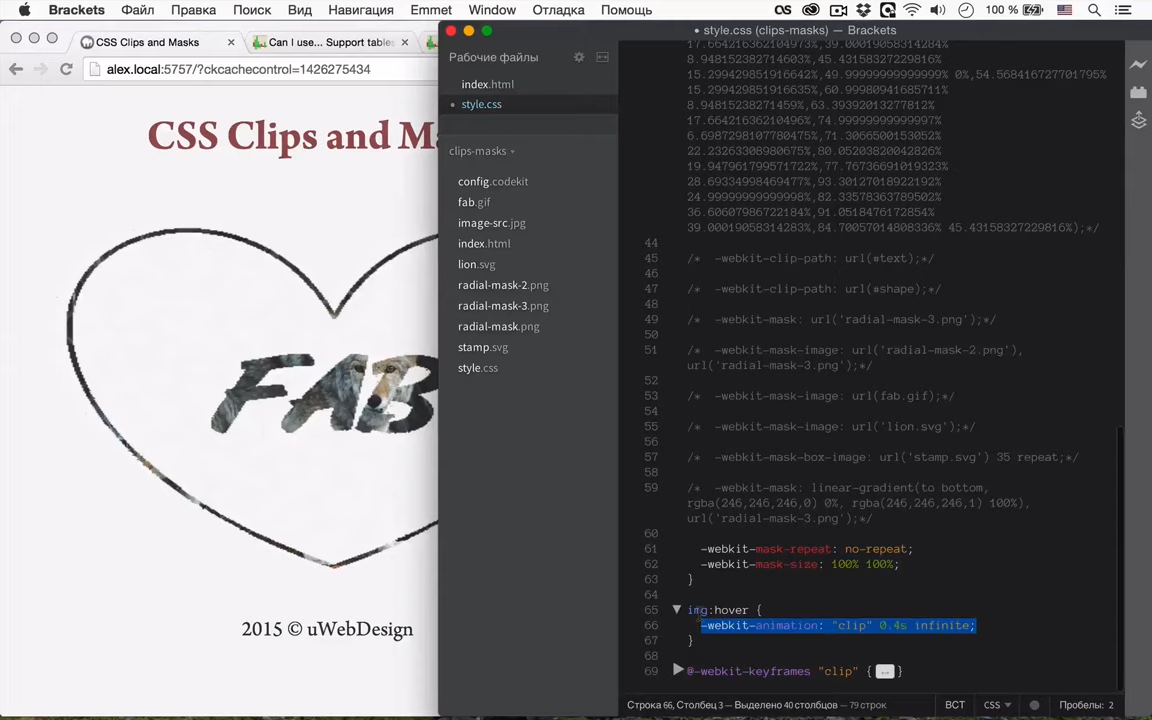 Brackets Файл Правка Поиск Вид Навигация Emmet Window Отладка Помощь 100 %
CSS Clips and Masks
Can I use... Support tables
alex.local:5757/?ckcachecontrol=1426275434
CSS Clips and Ma
FAB
2015 © uWebDesign
• style.css (clips-masks) — Brackets
Рабочие файлы
index.html
• style.css
clips-masks
config.codekit
fab.gif
image-src.jpg
index.html
lion.svg
radial-mask-2.png
radial-mask-3.png
radial-mask.png
stamp.svg
style.css
17.664216362104973%,39.00019058314284%
8.948152382714603%,45.43158327229816%
15.299429851916642%,49.99999999999999% 0%,54.568416727701795%
15.299429851916635%,60.99980941685711%
8.94815238271459%,63.39392013277812%
17.66421636210496%,74.99999999999997%
6.6987298107780475%,71.3066500153052%
22.23263308980675%,80.05203820042826%
19.947961799571722%,77.76736691019323%
28.69334998469477%,93.30127018922192%
24.99999999999998%,82.33578363789502%
36.60607986722184%,91.0518476172854%
39.00019058314283%,84.70057014808336% 45.43158327229816%);*/
44
45 /* -webkit-clip-path: url(#text);*/
46
47 /* -webkit-clip-path: url(#shape);*/
48
49 /* -webkit-mask: url('radial-mask-3.png');*/
50
51 /* -webkit-mask-image: url('radial-mask-2.png'),
url('radial-mask-3.png');*/
52
53 /* -webkit-mask-image: url(fab.gif);*/
54
55 /* -webkit-mask-image: url('lion.svg');*/
56
57 /* -webkit-mask-box-image: url('stamp.svg') 35 repeat;*/
58
59 /* -webkit-mask: linear-gradient(to bottom,
rgba(246,246,246,0) 0%, rgba(246,246,246,1) 100%),
url('radial-mask-3.png');*/
60
61 -webkit-mask-repeat: no-repeat;
62 -webkit-mask-size: 100% 100%;
63 }
64
65 img:hover {
66 -webkit-animation: "clip" 0.4s infinite;
67 }
68
69 @-webkit-keyframes "clip" { … }
Строка 66, Столбец 3 — Выделено 40 столбцов — 79 строк ВСТ CSS Пробелы: 2